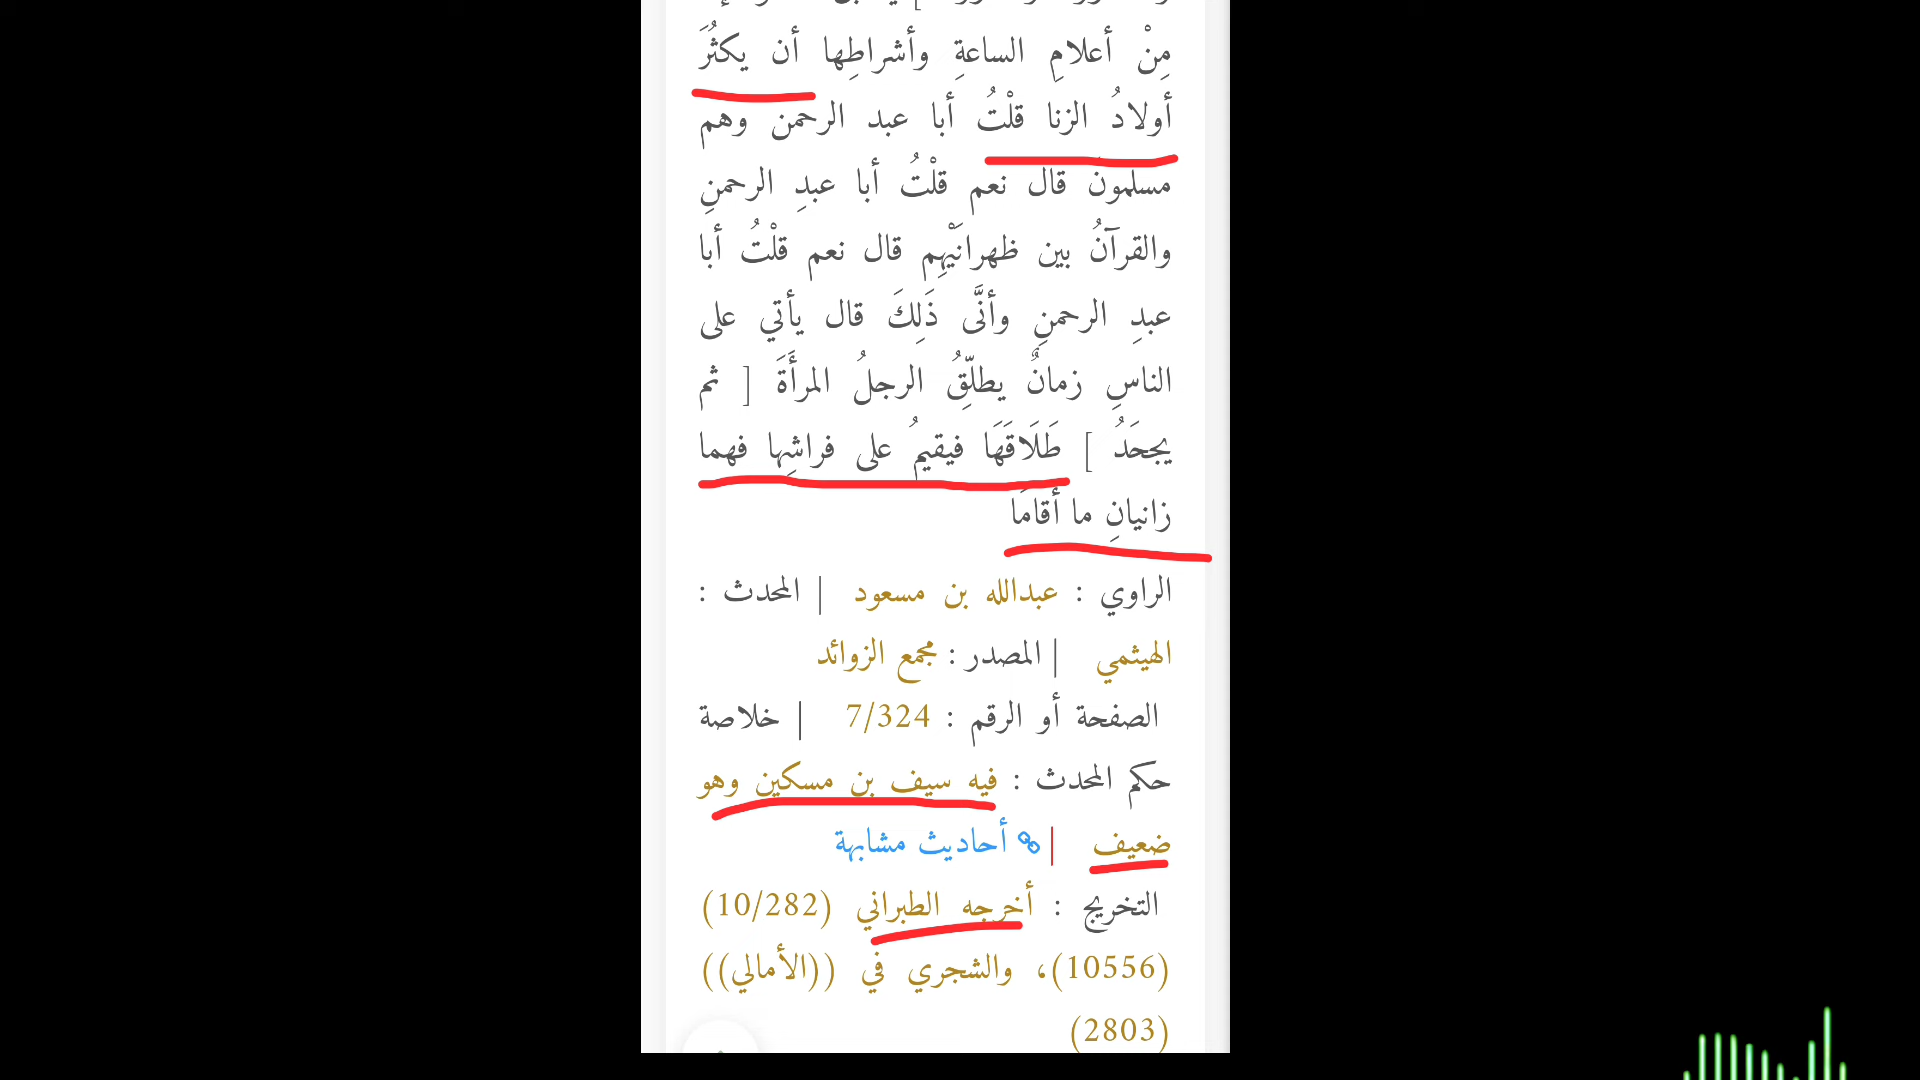 مِنْ أعلامِ الساعةِ وأشراطِها أن يكثُرَ
أولادُ الزنا قلْتُ أبا عبد الرحمن وهم
مسلمونَ قال نعم قلْتُ أبا عبدِ الرحمنِ
والقرآنُ بين ظهرانَيْهِم قال نعم قلْتُ أبا
عبدِ الرحمنِ وأنَّى ذَلِكَ قال يأتي على
الناسِ زمانٌ يطلِّقُ الرجلُ المرأَةَ [ ثم
يجحَدُ ] طَلَاقَهَا فيقيمُ على فراشِها فهما
زانيانِ ما أقامَا
الراوي : عبدالله بن مسعود | المحدث :
الهيثمي | المصدر : مجمع الزوائد
الصفحة أو الرقم : 7/324 | خلاصة
حكم المحدث : فيه سيف بن مسكين وهو
ضعيف | أحاديث مشابهة
التخريج : أخرجه الطبراني (10/282)
(10556)، والشجري في ((الأمالي))
(2803)